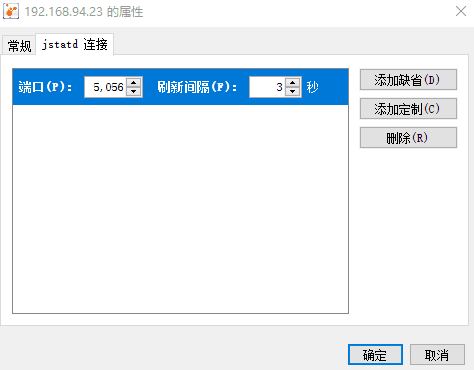 192.168.94.23 的属性
常规 jstatd 连接
端口(P): 5,056 刷新间隔(F): 3 秒
添加缺省(D)
添加定制(C)
删除(R)
确定 取消